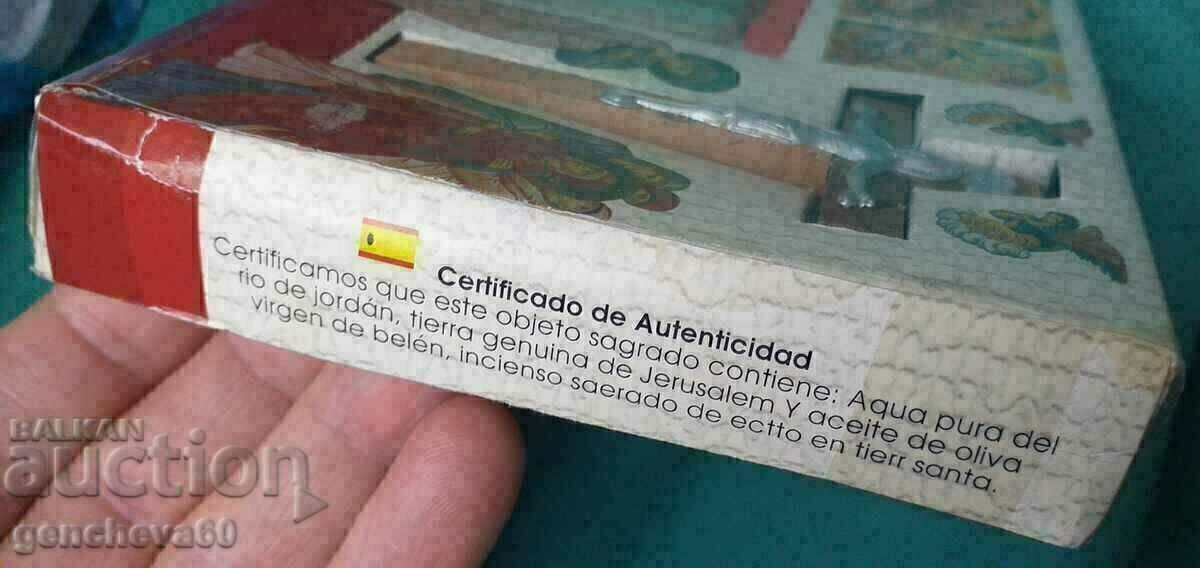 Certificado de Autenticidad
Certificamos que este objeto sagrado contiene: Aqua pura del
rio de jordán, tierra genuina de Jerusalem y aceite de oliva
virgen de belén, incienso saerado de ectto en tierr santa.
BALKAN
auction
gencheva60